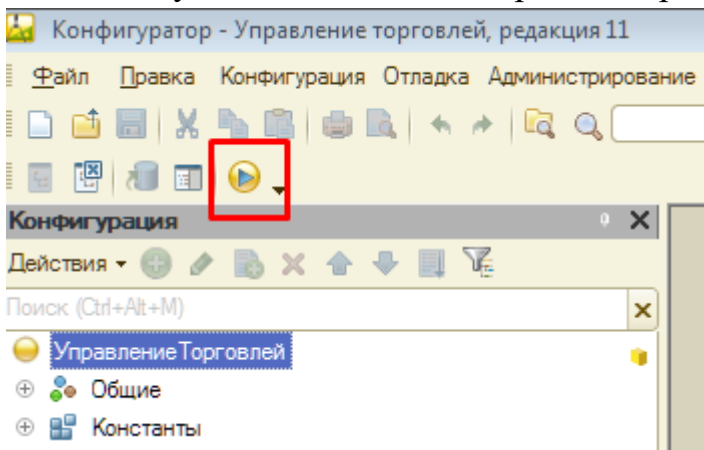 Конфигуратор - Управление торговлей, редакция 11
Файл Правка Конфигурация Отладка Администрирование
Конфигурация
Действия
Поиск (Ctrl+Alt+M)
УправлениеТорговлей
Общие
Константы